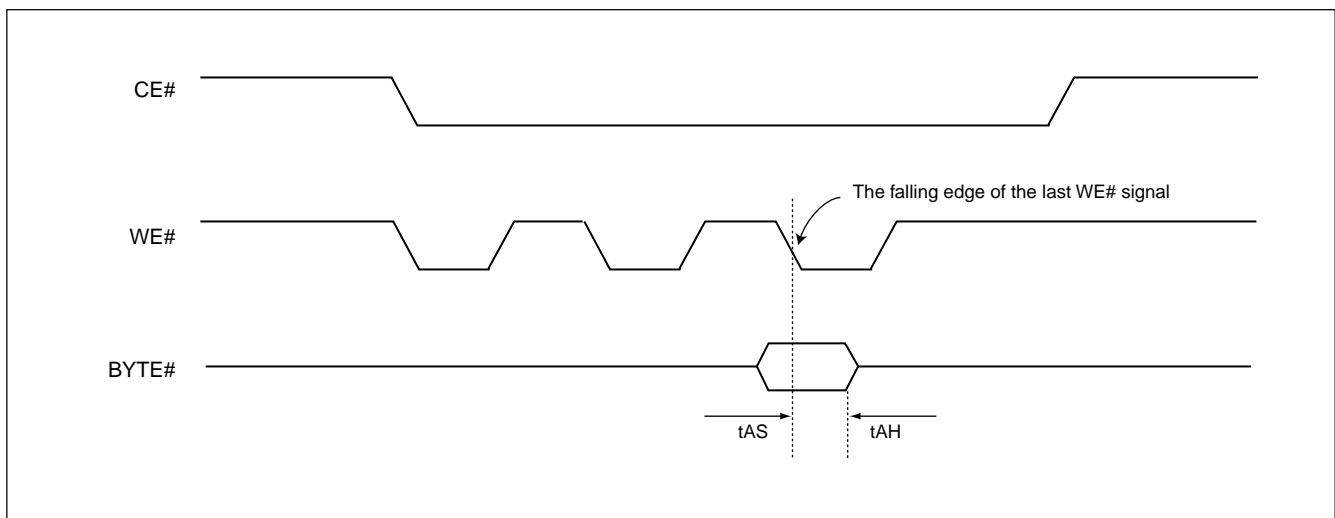 CE#
The falling edge of the last WE# signal
WE#
BYTE#
tAS
tAH